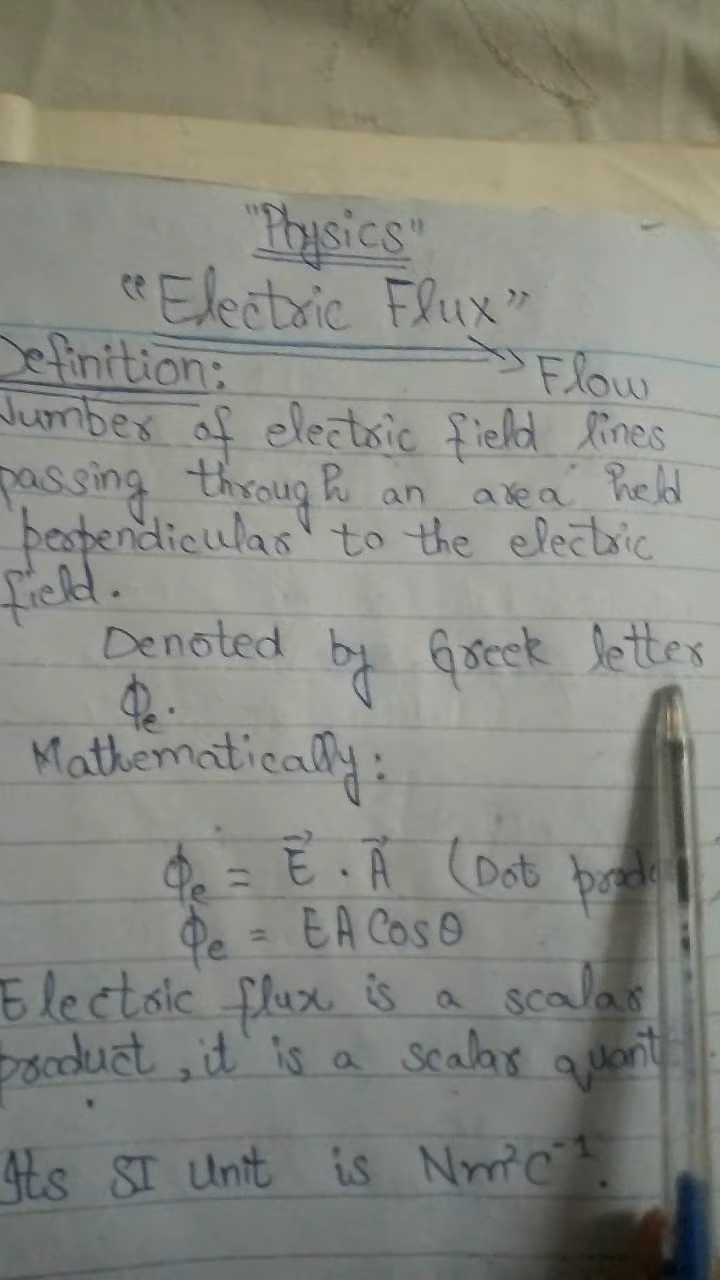 "Physics"
"Electric Flux"
Flow
Definition:
Number of electric field lines
passing through an area held
perpendicular to the electric
field.
Denoted by Greek letter
Φe.
Mathematically:
Φe = E⃗ . A⃗ (Dot
Φe = EA Cosθ
Electric flux is a scalar
product, it is a scalar
Its SI Unit is Nm²C⁻¹.